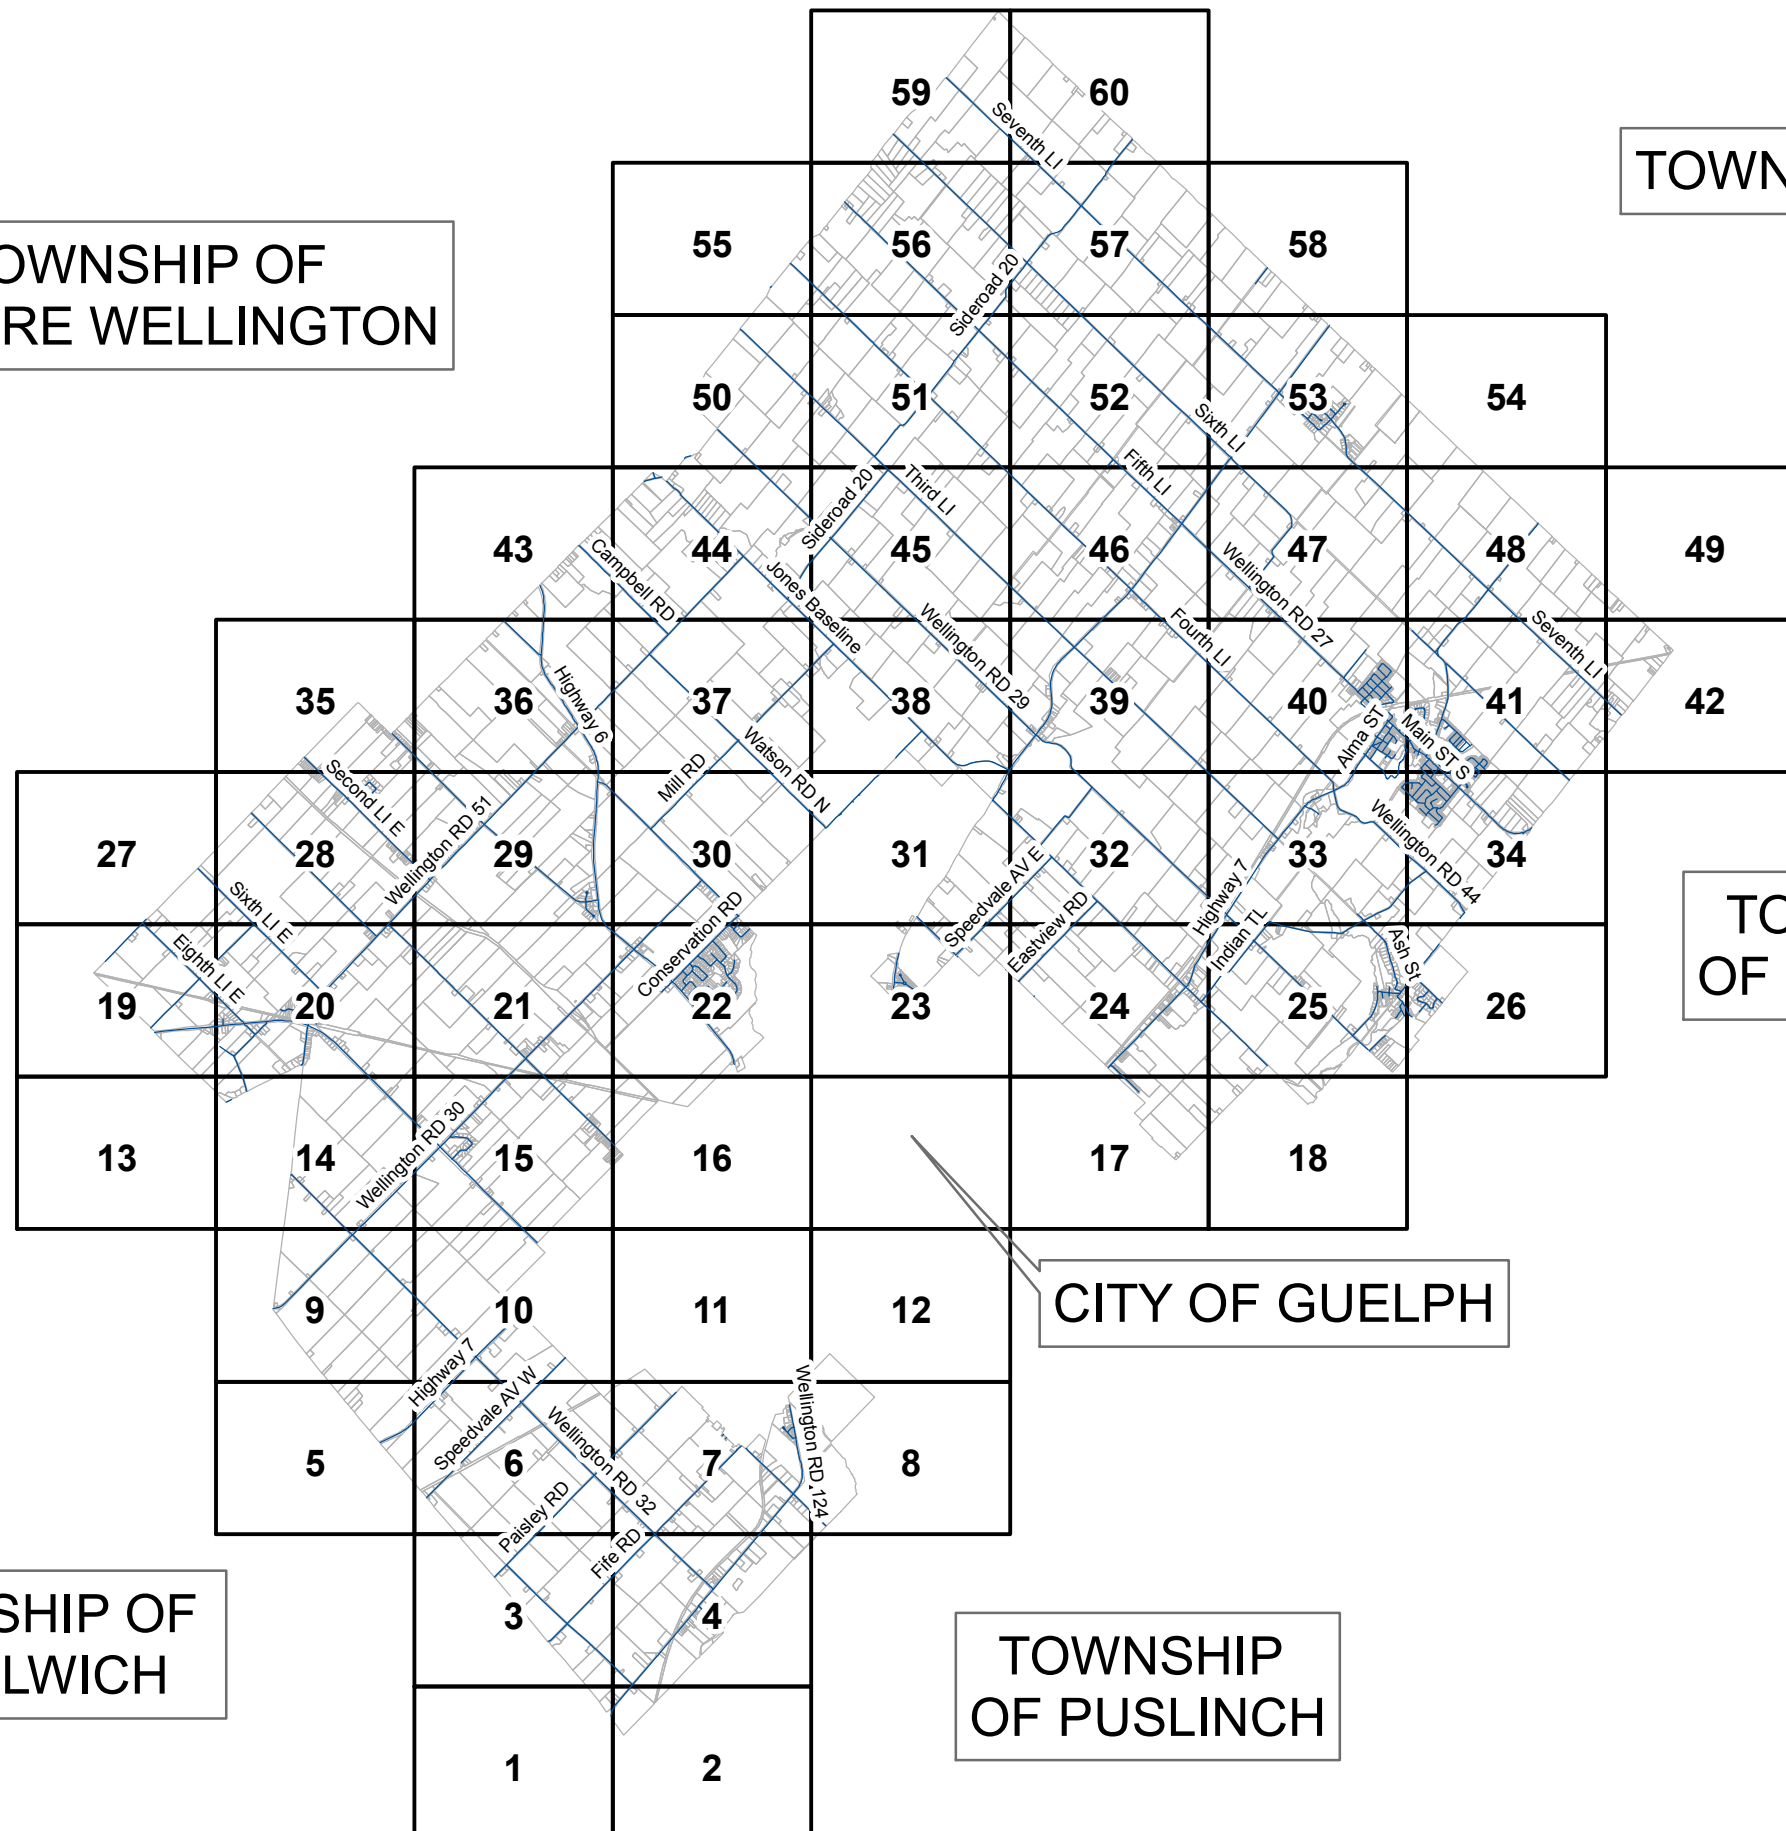 59
60
Seventh LI
TOWN
OWNSHIP OF
RE WELLINGTON
55
56
57
58
Sideroad 20
50
51
52
53
54
Sixth LI
Fifth LI
Third LI
Sideroad 20
43
44
45
46
47
48
49
Campbell RD
Jones Baseline
Wellington RD 27
Wellington RD 29
Fourth LI
Seventh LI
35
36
37
38
39
40
41
42
Highway 6
Watson RD N
Mill RD
Alma ST
Main ST S
Second LI E
Wellington RD 51
27
28
29
30
31
32
33
34
Wellington RD 44
Speedvale AV E
Eastview RD
Highway 7
Indian TL
Ash St
Conservation RD
Sixth LI E
Eighth LI E
TO
OF
19
20
21
22
23
24
25
26
13
14
15
16
17
18
Wellington RD 30
CITY OF GUELPH
9
10
11
12
Highway 7
Speedvale AV W
Wellington RD 32
Wellington RD 124
5
6
7
8
Paisley RD
Fife RD
3
4
SHIP OF
LWICH
TOWNSHIP
OF PUSLINCH
1
2